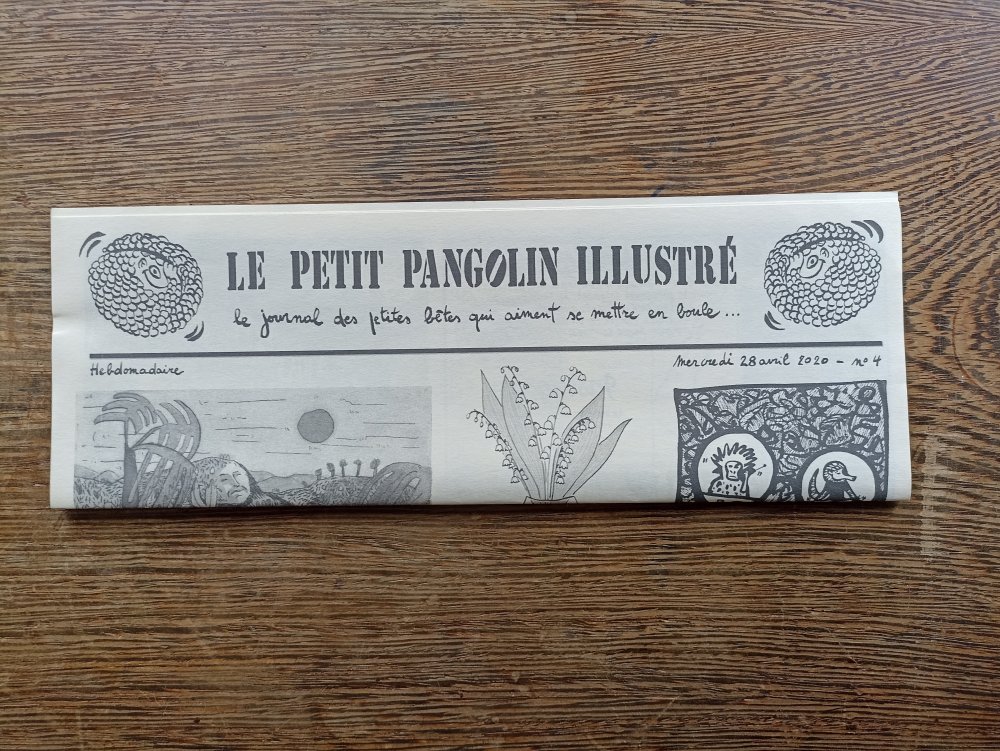 LE PETIT PANGOLIN ILLUSTRÉ
le journal des petites bêtes qui aiment se mettre en boule ...
Hebdomadaire
Mercredi 28 avril 2020 - n° 4